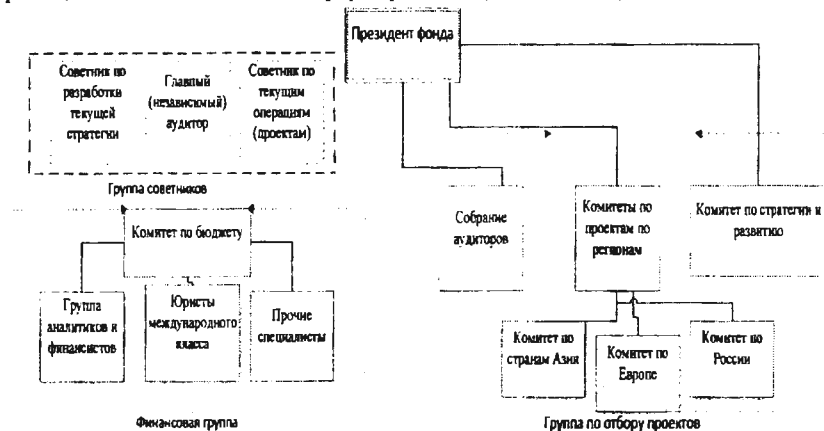 Президент фонда
Советник по
разработки
текущей
стратегии
Главный
(независимый)
аудитор
Советник по
текущим
операциям
(проектам)
Группа советников
Комитет по бюджету
Группа
аналитиков и
финансистов
Юристы
международного
класса
Прочие
специалисты
Финансовая группа
Собрание
аудиторов
Комитеты по
проектам по
регионам
Комитет по стратегии и
развитию
Комитет по
странам Азия
Комитет по
Европе
Комитет по
России
Группа по отбору проектов